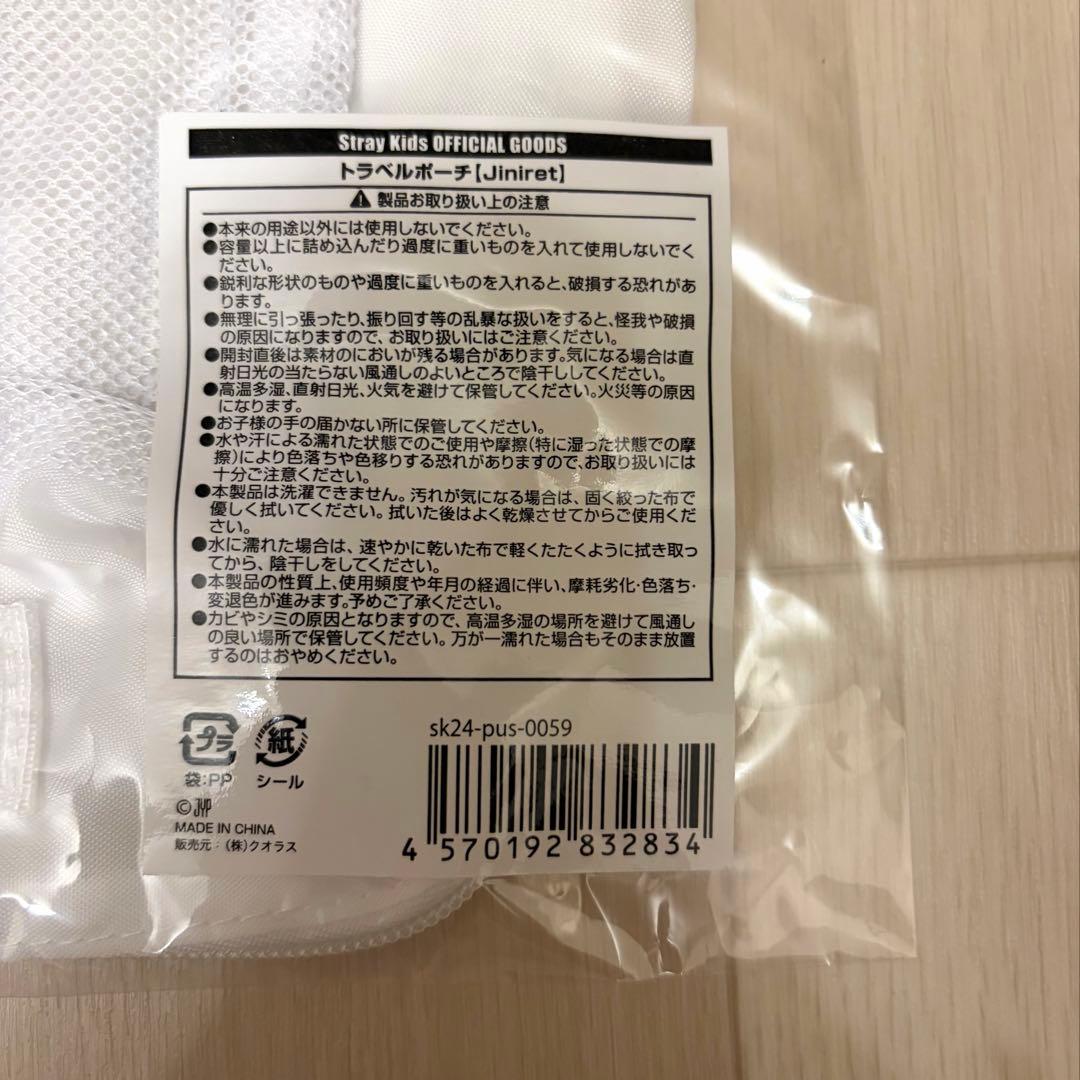 Stray Kids OFFICIAL GOODS
トラベルポーチ【Jiniret】
⚠ 製品お取り扱い上の注意
●本来の用途以外には使用しないでください。
●容量以上に詰め込んだり過度に重いものを入れて使用しないでく
ださい。
●鋭利な形状のものや過度に重いものを入れると、破損する恐れがあ
ります。
●無理に引っ張ったり、振り回す等の乱暴な扱いをすると、怪我や破損
の原因になりますので、お取り扱いにはご注意ください。
●開封直後は素材のにおいが残る場合があります。気になる場合は直
射日光の当たらない風通しのよいところで陰干ししてください。
●高温多湿、直射日光、火気を避けて保管してください。火災等の原因
になります。
●お子様の手の届かない所に保管してください。
●水や汗による濡れた状態でのご使用や摩擦(特に湿った状態での摩
擦)により色落ちや色移りする恐れがありますので、お取り扱いには
十分ご注意ください。
●本製品は洗濯できません。汚れが気になる場合は、固く絞った布で
優しく拭いてください。拭いた後はよく乾燥させてからご使用くだ
さい。
●水に濡れた場合は、速やかに乾いた布で軽くたたくように拭き取っ
てから、陰干しをしてください。
●本製品の性質上、使用頻度や年月の経過に伴い、摩耗劣化・色落ち・
変退色が進みます。予めご了承ください。
●カビやシミの原因となりますので、高温多湿の場所を避けて風通し
の良い場所で保管してください。万が一濡れた場合もそのまま放置
するのはおやめください。
プラ 紙
袋:PP シール
sk24-pus-0059
© JYP
MADE IN CHINA
販売元:(株)クオラス
4 570192 832834